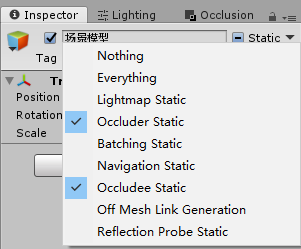 Inspector Lighting Occlusion
场景模型 Static
Tag
Nothing
Everything
Lightmap Static
Occluder Static
Batching Static
Navigation Static
Occludee Static
Off Mesh Link Generation
Reflection Probe Static
Tr
Position
Rotation
Scale